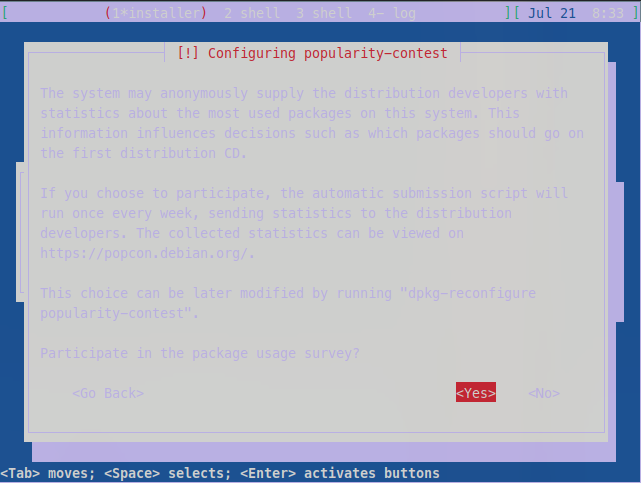 [ (1*installer) 2 shell 3 shell 4- log ][ Jul 21 8:33 ]
[!] Configuring popularity-contest
The system may anonymously supply the distribution developers with
statistics about the most used packages on this system. This
information influences decisions such as which packages should go on
the first distribution CD.
If you choose to participate, the automatic submission script will
run once every week, sending statistics to the distribution
developers. The collected statistics can be viewed on
https://popcon.debian.org/.
This choice can be later modified by running "dpkg-reconfigure
popularity-contest".
Participate in the package usage survey?
<Go Back> <Yes> <No>
<Tab> moves; <Space> selects; <Enter> activates buttons